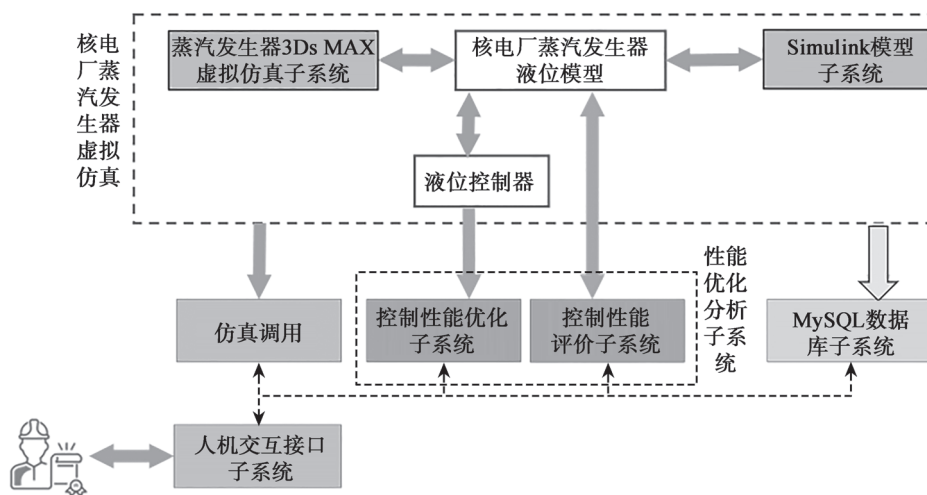 核电
厂蒸
汽发
生器
虚拟
仿真
蒸汽发生器3Ds MAX
虚拟仿真子系统
核电厂蒸汽发生器
液位模型
Simulink模型
子系统
液位控制器
性能
优化
分析
子系
统
仿真调用
控制性能优化
子系统
控制性能
评价子系统
MySQL数据
库子系统
人机交互接口
子系统